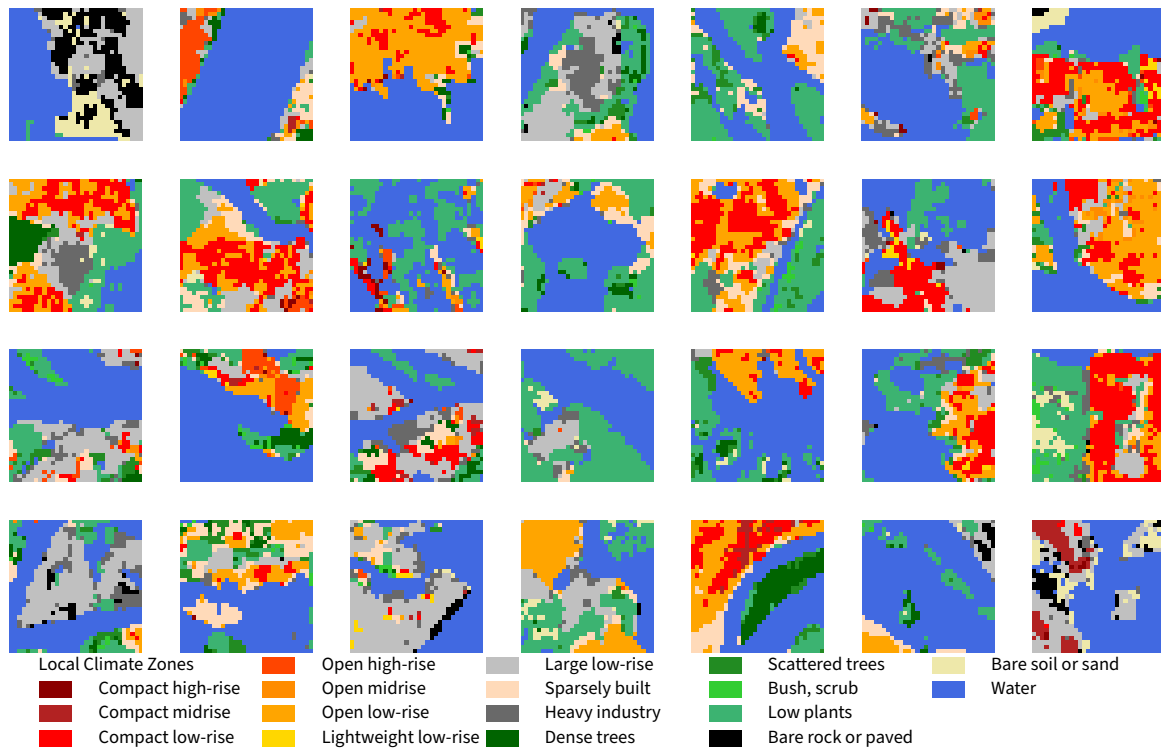 Local Climate Zones
Compact high-rise
Compact midrise
Compact low-rise
Open high-rise
Open midrise
Open low-rise
Lightweight low-rise
Large low-rise
Sparsely built
Heavy industry
Dense trees
Scattered trees
Bush, scrub
Low plants
Bare rock or paved
Bare soil or sand
Water